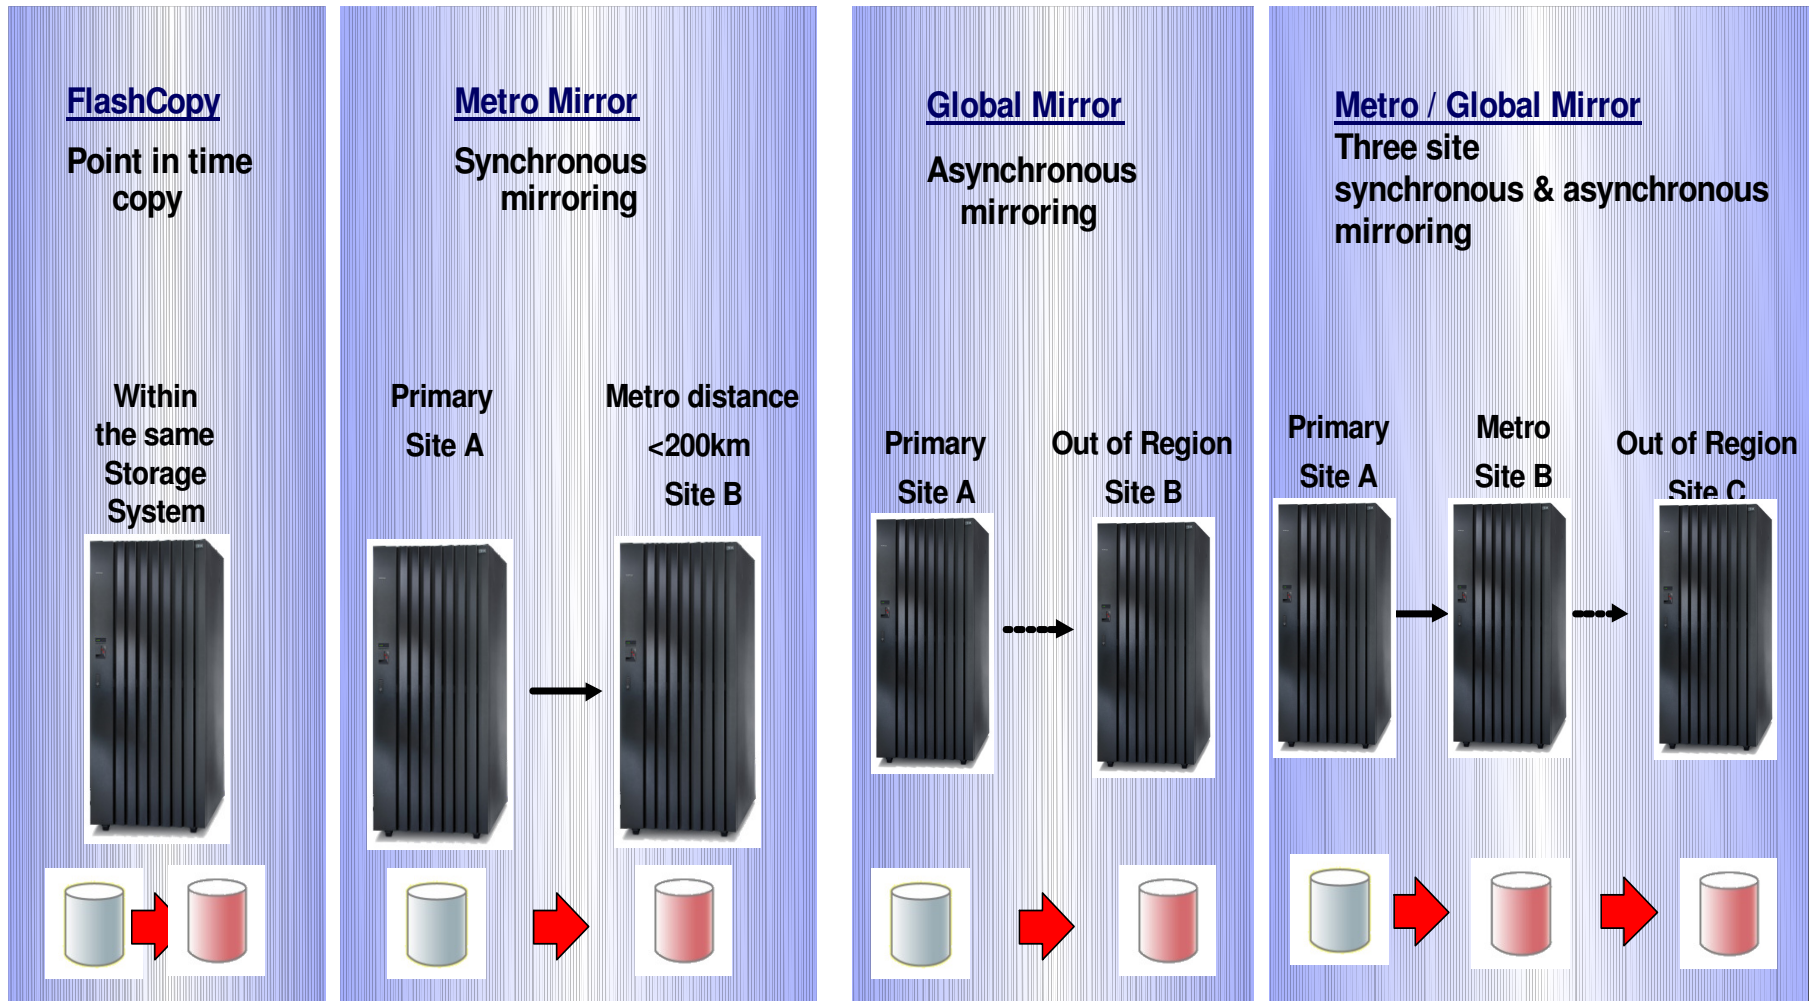 FlashCopy
Point in time
copy
Within
the same
Storage
System
Metro Mirror
Synchronous
mirroring
Primary
Site A
Metro distance
<200km
Site B
Global Mirror
Asynchronous
mirroring
Primary
Site A
Out of Region
Site B
Metro / Global Mirror
Three site
synchronous & asynchronous
mirroring
Primary
Site A
Metro
Site B
Out of Region
Site C